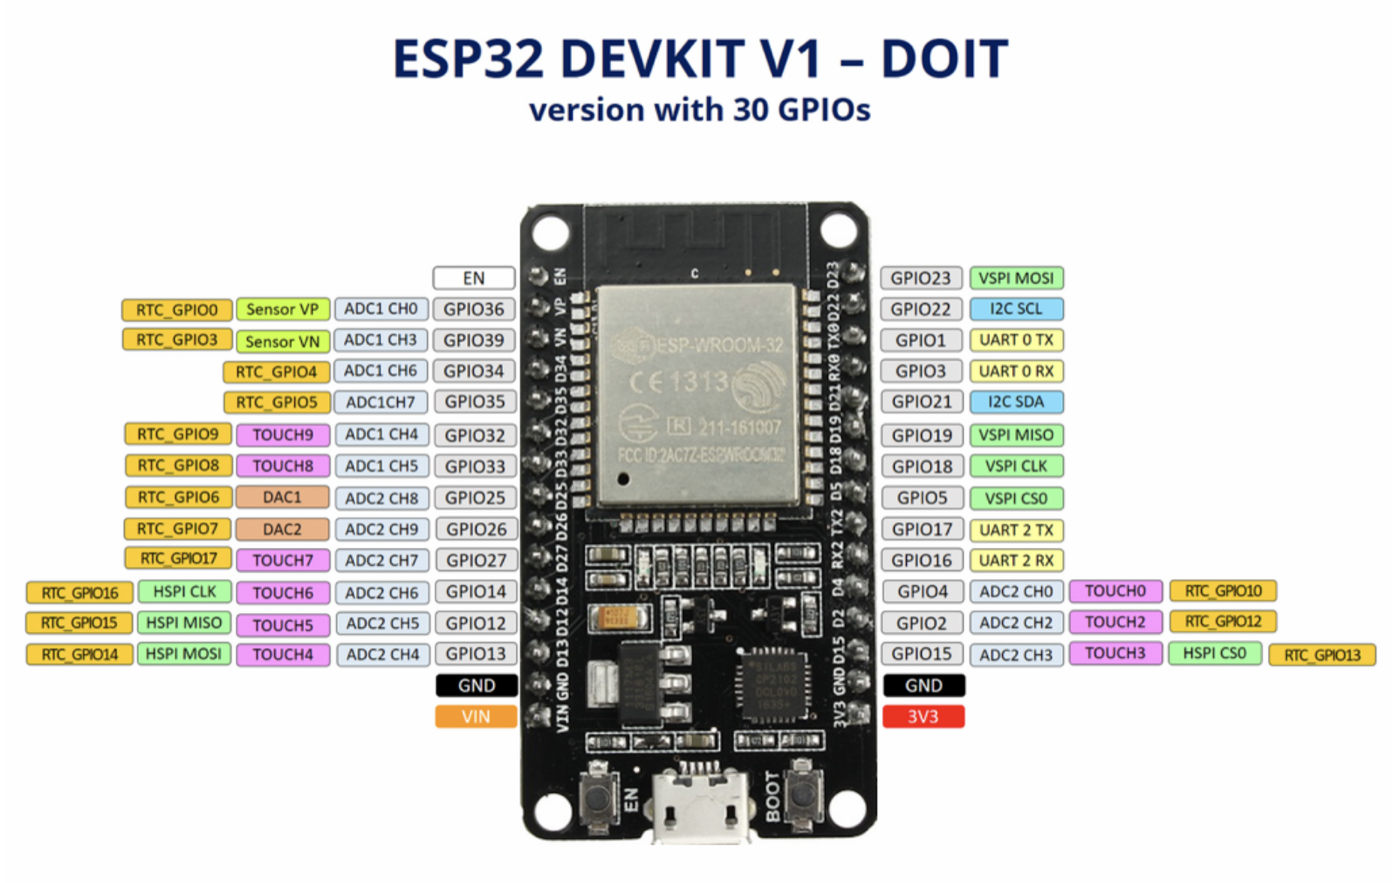 ESP32 DEVKIT V1 – DOIT
version with 30 GPIOs
EN
RTC_GPIO0 Sensor VP ADC1 CH0 GPIO36
RTC_GPIO3 Sensor VN ADC1 CH3 GPIO39
RTC_GPIO4 ADC1 CH6 GPIO34
RTC_GPIO5 ADC1CH7 GPIO35
RTC_GPIO9 TOUCH9 ADC1 CH4 GPIO32
RTC_GPIO8 TOUCH8 ADC1 CH5 GPIO33
RTC_GPIO6 DAC1 ADC2 CH8 GPIO25
RTC_GPIO7 DAC2 ADC2 CH9 GPIO26
RTC_GPIO17 TOUCH7 ADC2 CH7 GPIO27
RTC_GPIO16 HSPI CLK TOUCH6 ADC2 CH6 GPIO14
RTC_GPIO15 HSPI MISO TOUCH5 ADC2 CH5 GPIO12
RTC_GPIO14 HSPI MOSI TOUCH4 ADC2 CH4 GPIO13
GND
VIN
EN
VP
VN
D34
D35
D32
D33
D25
D26
D27
D14
D12
D13
GND
VIN
C
ESP-WROOM-32
CE1313
R 211-161007
FCC ID:2AC7Z-ESPWROOM32
SILABS
CP2102
EN
BOOT
D23
D22
TX0
RX0
D21
D19
D18
D5
TX2
RX2
D4
D2
D15
GND
3V3
GPIO23 VSPI MOSI
GPIO22 I2C SCL
GPIO1 UART 0 TX
GPIO3 UART 0 RX
GPIO21 I2C SDA
GPIO19 VSPI MISO
GPIO18 VSPI CLK
GPIO5 VSPI CS0
GPIO17 UART 2 TX
GPIO16 UART 2 RX
GPIO4 ADC2 CH0 TOUCH0 RTC_GPIO10
GPIO2 ADC2 CH2 TOUCH2 RTC_GPIO12
GPIO15 ADC2 CH3 TOUCH3 HSPI CS0 RTC_GPIO13
GND
3V3